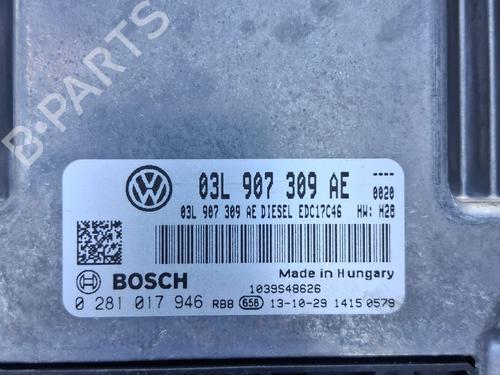 03L 907 309 AE
----
0020
03L 907 309 AE DIESEL EDC17C46 HW: H28
BOSCH
Made in Hungary
1039S48626
0 281 017 946 RB8 658 13-10-29 1415 0579
B-PARTS